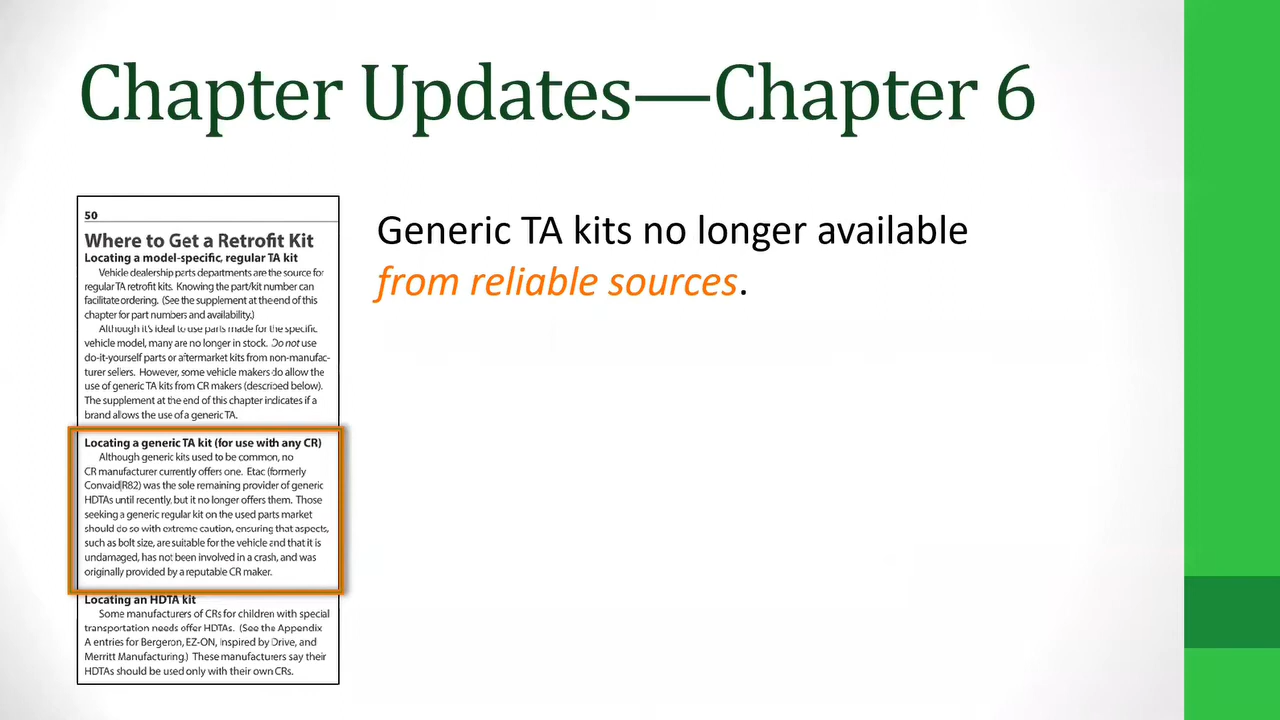 Chapter Updates—Chapter 6
50
Where to Get a Retrofit Kit
Locating a model-specific, regular TA kit
Vehicle dealership parts departments are the source for
regular TA retrofit kits. Knowing the part/kit number can
facilitate ordering. (See the supplement at the end of this
chapter for part numbers and availability.)
Although it's ideal to use parts made for the specific
vehicle model, many are no longer in stock. Do not use
do-it-yourself parts or aftermarket kits from non-manufac-
turer sellers. However, some vehicle makers do allow the
use of generic TA kits from CR makers (described below).
The supplement at the end of this chapter indicates if a
brand allows the use of a generic TA.
Locating a generic TA kit (for use with any CR)
Although generic kits used to be common, no
CR manufacturer currently offers one. Etac (formerly
Convaid|R82) was the sole remaining provider of generic
HDTAs until recently, but it no longer offers them. Those
seeking a generic regular kit on the used parts market
should do so with extreme caution, ensuring that aspects,
such as bolt size, are suitable for the vehicle and that it is
undamaged, has not been involved in a crash, and was
originally provided by a reputable CR maker.
Locating an HDTA kit
Some manufacturers of CRs for children with special
transportation needs offer HDTAs. (See the Appendix
A entries for Bergeron, EZ-ON, Inspired by Drive, and
Merritt Manufacturing.) These manufacturers say their
HDTAs should be used only with their own CRs.
Generic TA kits no longer available
from reliable sources.